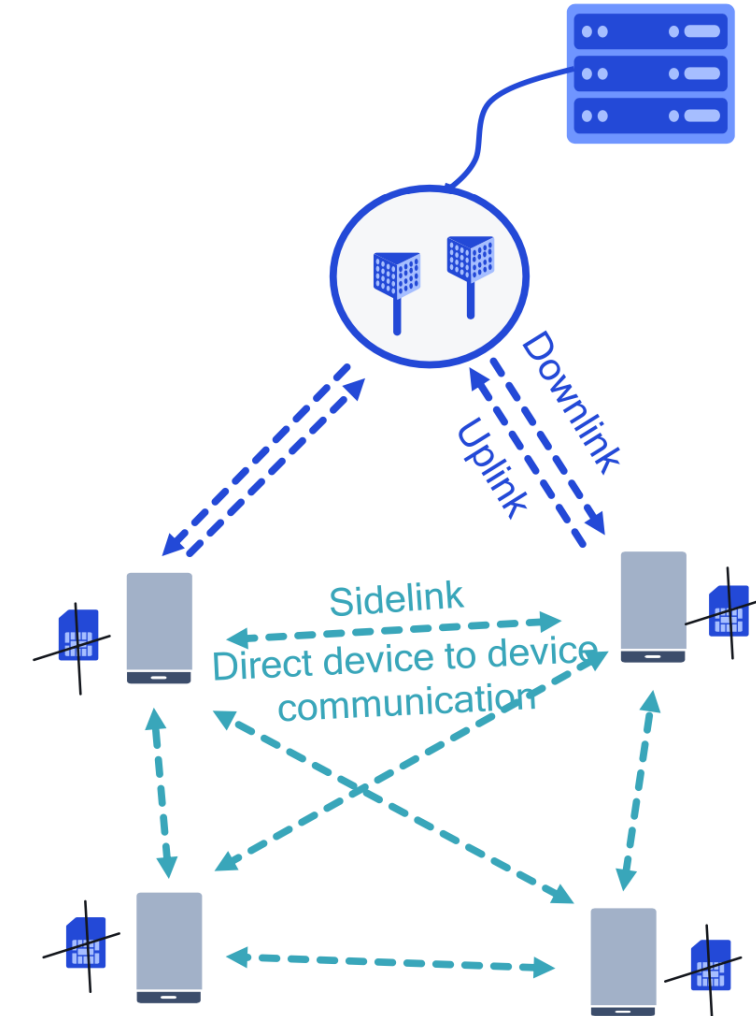 Downlink
Uplink
Sidelink
Direct device to device
communication